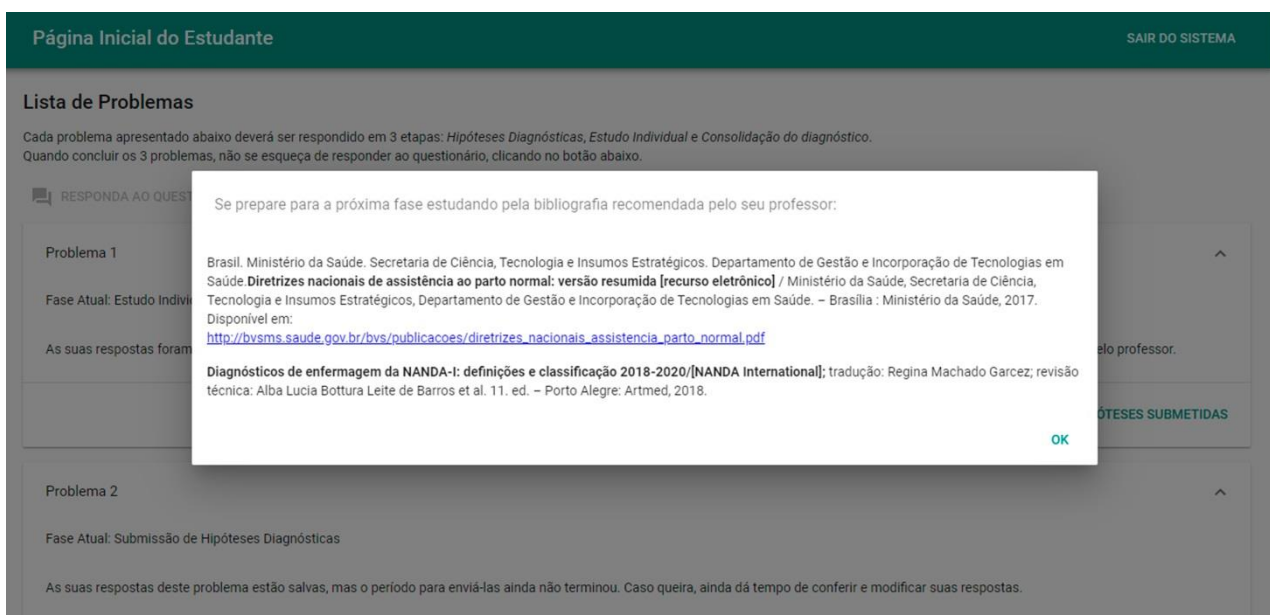 Página Inicial do Estudante
SAIR DO SISTEMA
Lista de Problemas
Cada problema apresentado abaixo deverá ser respondido em 3 etapas: Hipóteses Diagnósticas, Estudo Individual e Consolidação do diagnóstico.
Quando concluir os 3 problemas, não se esqueça de responder ao questionário, clicando no botão abaixo.
RESPONDA AO QUEST
Se prepare para a próxima fase estudando pela bibliografia recomendada pelo seu professor:
Brasil. Ministério da Saúde. Secretaria de Ciência, Tecnologia e Insumos Estratégicos. Departamento de Gestão e Incorporação de Tecnologias em
Saúde.Diretrizes nacionais de assistência ao parto normal: versão resumida [recurso eletrônico] / Ministério da Saúde, Secretaria de Ciência,
Tecnologia e Insumos Estratégicos, Departamento de Gestão e Incorporação de Tecnologias em Saúde. – Brasília : Ministério da Saúde, 2017.
Disponível em:
http://bvsms.saude.gov.br/bvs/publicacoes/diretrizes_nacionais_assistencia_parto_normal.pdf
Diagnósticos de enfermagem da NANDA-I: definições e classificação 2018-2020/[NANDA International]; tradução: Regina Machado Garcez; revisão
técnica: Alba Lucia Bottura Leite de Barros et al. 11. ed. – Porto Alegre: Artmed, 2018.
OK
Problema 1
Fase Atual: Estudo Indivi
As suas respostas foram
elo professor.
ÓTESES SUBMETIDAS
Problema 2
Fase Atual: Submissão de Hipóteses Diagnósticas
As suas respostas deste problema estão salvas, mas o período para enviá-las ainda não terminou. Caso queira, ainda dá tempo de conferir e modificar suas respostas.